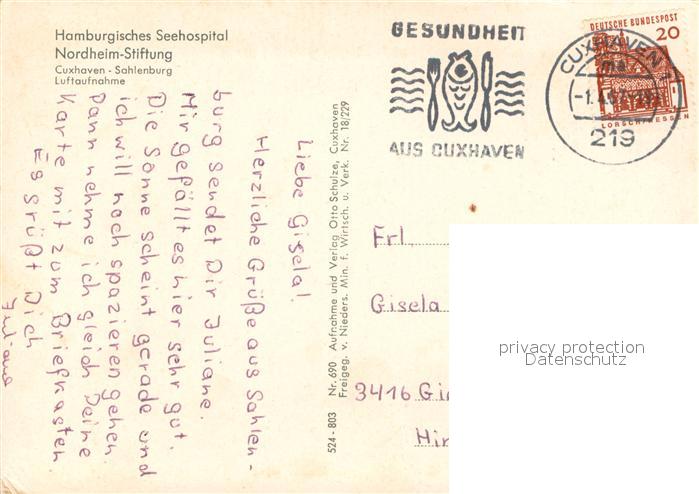 Hamburgisches Seehospital
Nordheim-Stiftung
Cuxhaven - Sahlenburg
Luftaufnahme
Liebe Gisela!
Herzliche Grüße aus Sahlen-
burg sendet Dir Juliane.
Mir gefällt es hier sehr gut.
Die Sonne scheint gerade und
ich will noch spazieren gehen.
Dann nehme ich gleich Deine
Karte mit zum Briefkasten.
Es grüßt Dich
Juliane
524 - 803 Nr. 690 Aufnahme und Verlag Otto Schulze, Cuxhaven
Freigeg. v. Nieders. Min. f. Wirtsch. u. Verk. Nr. 18/229
GESUNDHEIT
AUS CUXHAVEN
CUXHAVEN
219
DEUTSCHE BUNDESPOST
20
LORSCH/HESSEN
Frl.
Gisela
3416
privacy protection
Datenschutz